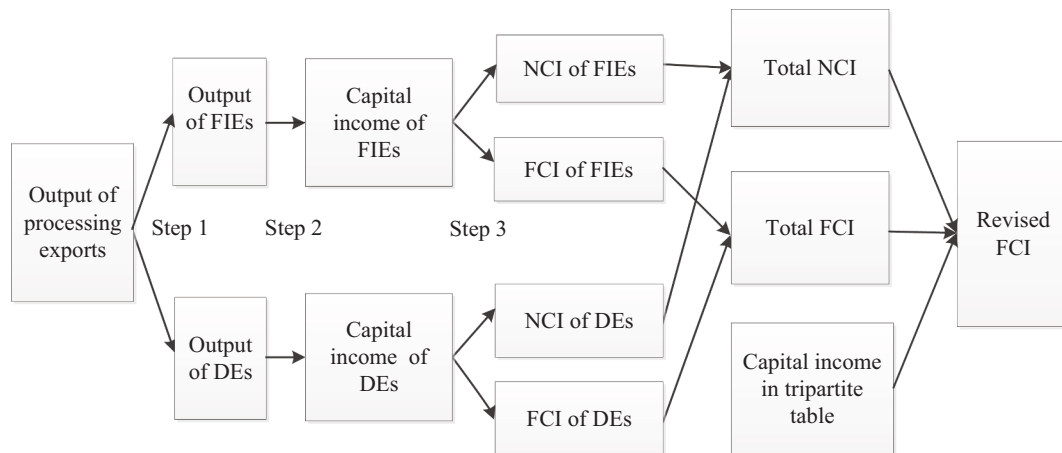 Output of
processing
exports
Step 1
Output
of FIEs
Output
of DEs
Step 2
Capital
income of
FIEs
Capital
income of
DEs
Step 3
NCI of FIEs
FCI of FIEs
NCI of DEs
FCI of DEs
Total NCI
Total FCI
Capital income
in tripartite
table
Revised
FCI